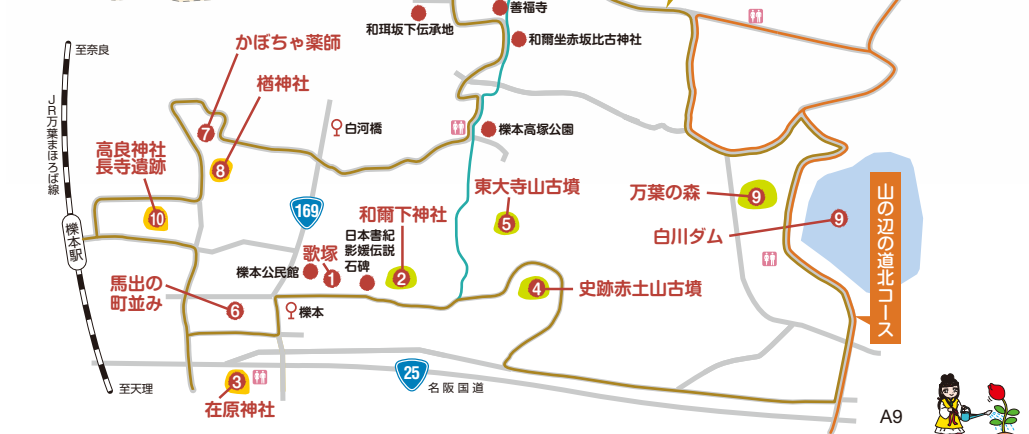 善福寺
和珥坂下伝承地
和爾坐赤坂比古神社
至奈良
かぼちゃ薬師
楢神社
JR万葉まほろば線
7
白河橋
櫟本高塚公園
高良神社
長寺遺跡
8
10
169
和爾下神社
東大寺山古墳
5
万葉の森
9
白川ダム
9
山の辺の道北コース
櫟本駅
日本書紀
影媛伝説
石碑
歌塚
櫟本公民館
1
2
馬出の
町並み
6
櫟本
4
史跡赤土山古墳
25
名阪国道
3
在原神社
至天理
A9